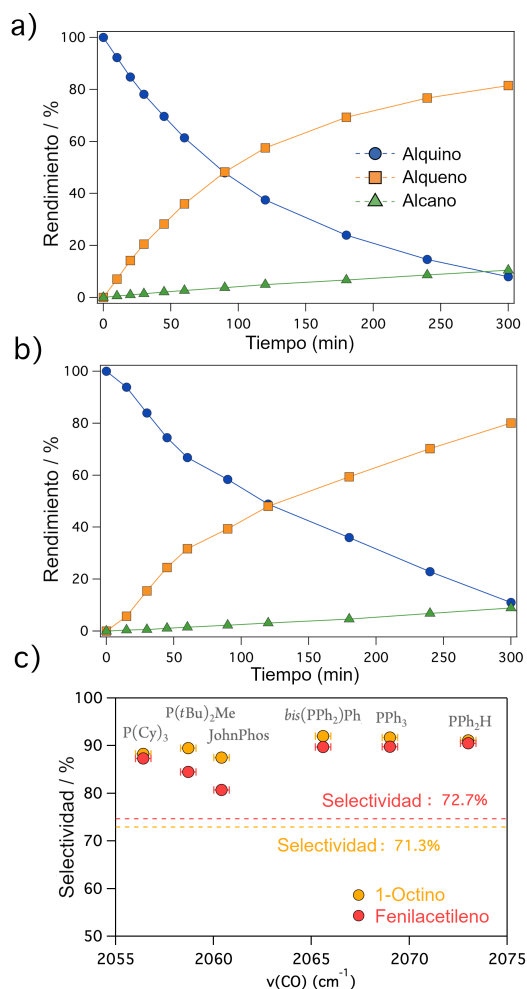 a)
100
80
60
40
20
0
Rendimiento / %
Alquino
Alqueno
Alcano
0 50 100 150 200 250 300
Tiempo (min)
b)
100
80
60
40
20
0
Rendimiento / %
0 50 100 150 200 250 300
Tiempo (min)
c)
100
90
80
70
60
50
Selectividad / %
P(Cy)₃
P(tBu)₂Me
JohnPhos
bis(PPh₂)Ph
PPh₃
PPh₂H
Selectividad : 72.7%
Selectividad : 71.3%
1-Octino
Fenilacetileno
2055 2060 2065 2070 2075
ν(CO) (cm⁻¹)